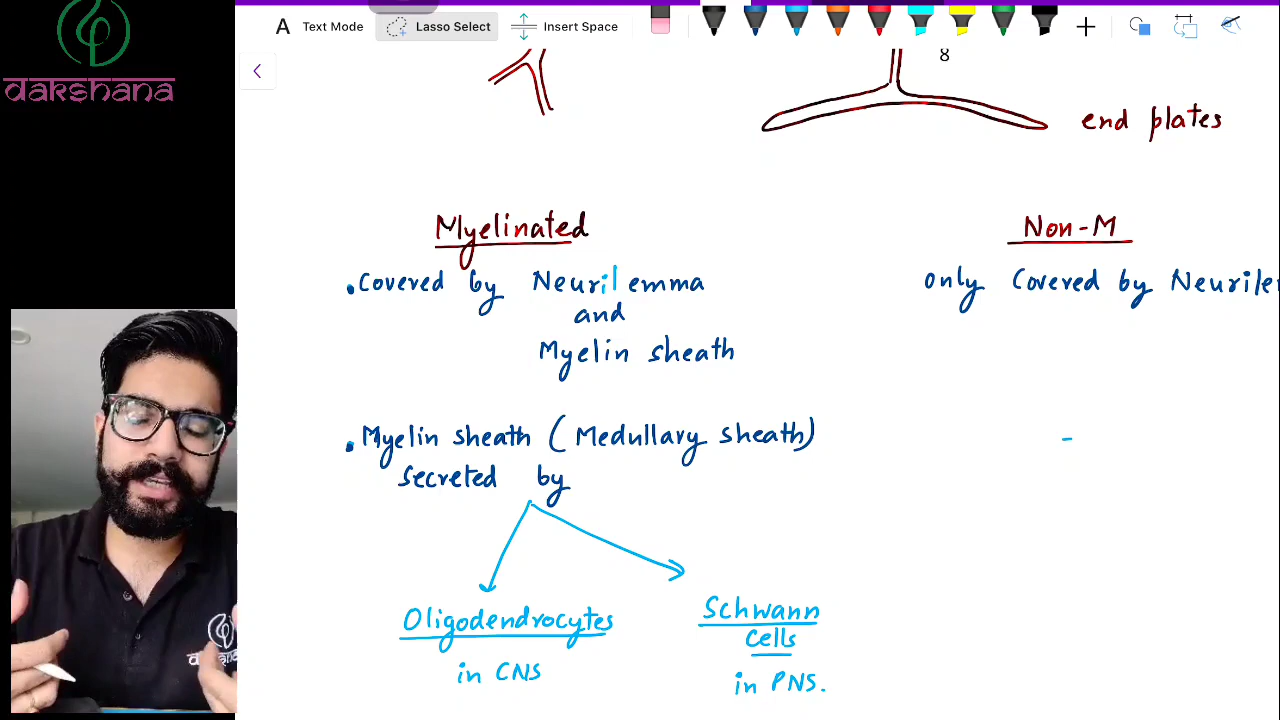 dakshana
A Text Mode Lasso Select Insert Space
8
end plates
Myelinated
Non-M
• Covered by Neurilemma
and
Myelin sheath
only Covered by Neurile
• Myelin sheath (Medullary sheath)
secreted by
-
Oligodendrocytes
in CNS
Schwann
cells
in PNS.